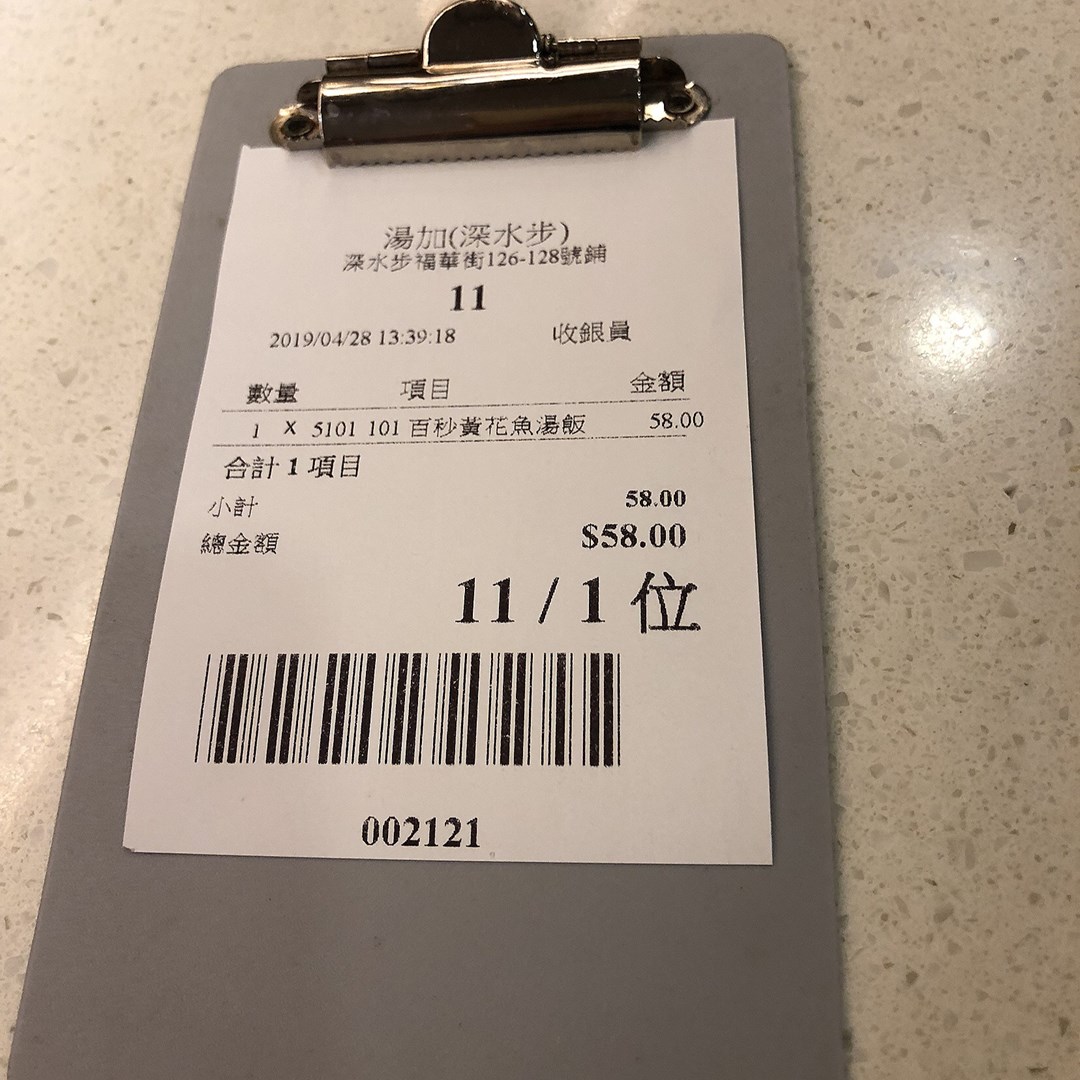 湯加(深水步)
深水步福華街126-128號鋪
11
2019/04/28 13:39:18 收銀員
數量 項目 金額
1 X 5101 101 百秒黃花魚湯飯 58.00
合計 1 項目
小計 58.00
總金額 $58.00
11 / 1 位
002121